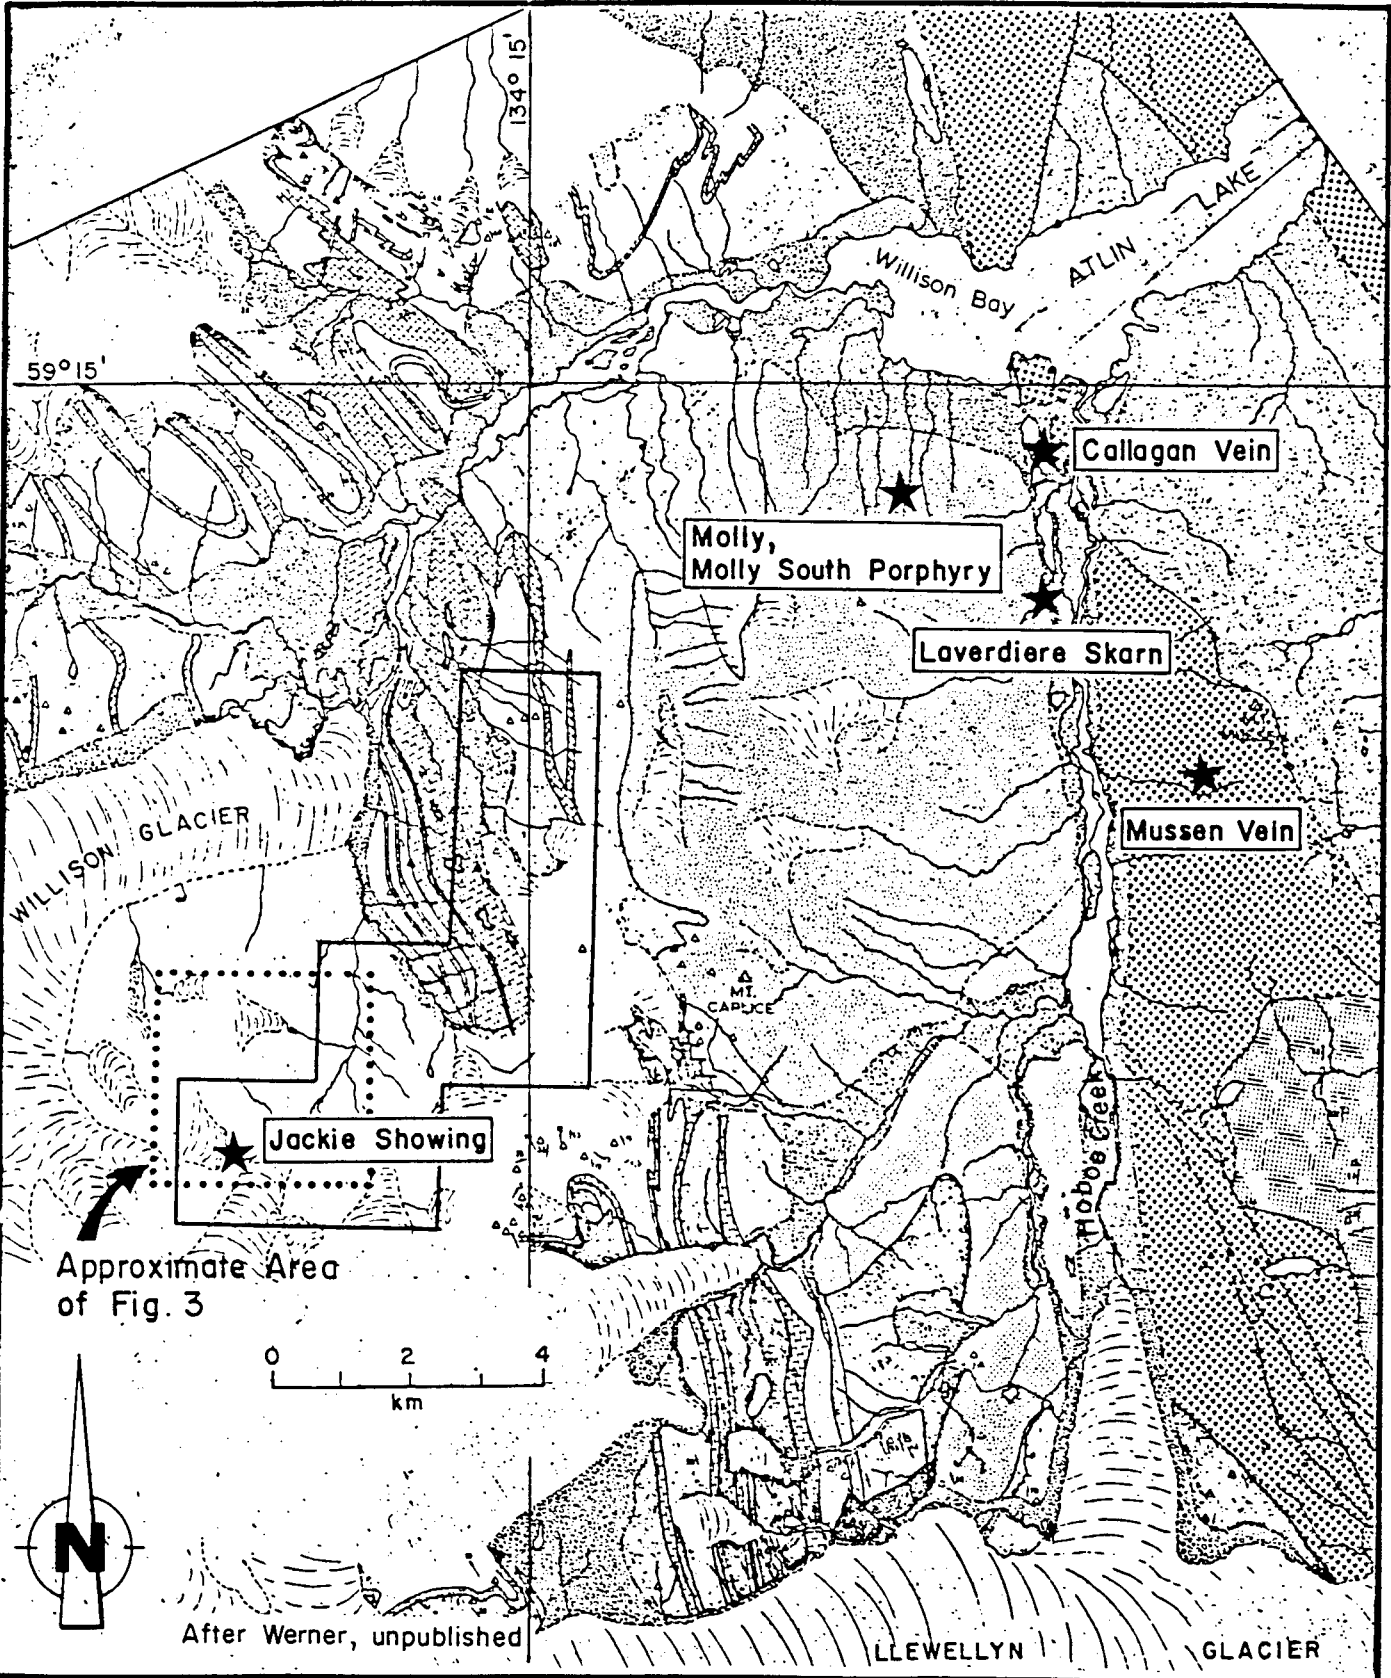 134° 15'
LAKE
ATLIN
Willison Bay
59° 15'
Callagan Vein
Molly,
Molly South Porphyry
Laverdiere Skarn
Mussen Vein
WILLISON GLACIER
MT.
CAPLICE
Jackie Showing
Hoboe Creek
Approximate Area
of Fig. 3
0 2 4
km
N
After Werner, unpublished
LLEWELLYN GLACIER